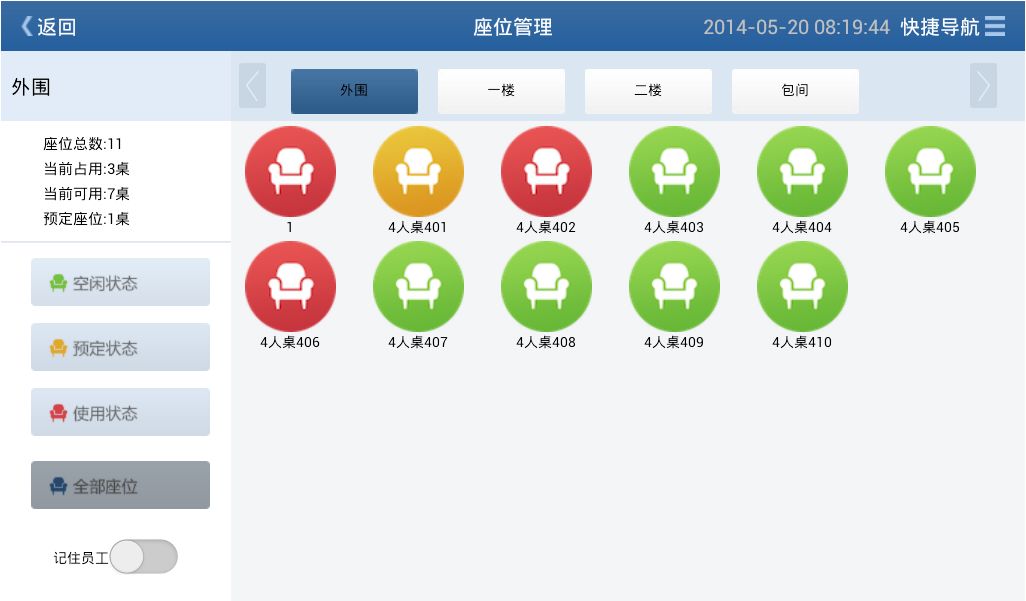 返回
座位管理
2014-05-20 08:19:44
快捷导航
外围
外围
一楼
二楼
包间
座位总数:11
当前占用:3桌
当前可用:7桌
预定座位:1桌
空闲状态
预定状态
使用状态
全部座位
记住员工
1
4人桌401
4人桌402
4人桌403
4人桌404
4人桌405
4人桌406
4人桌407
4人桌408
4人桌409
4人桌410